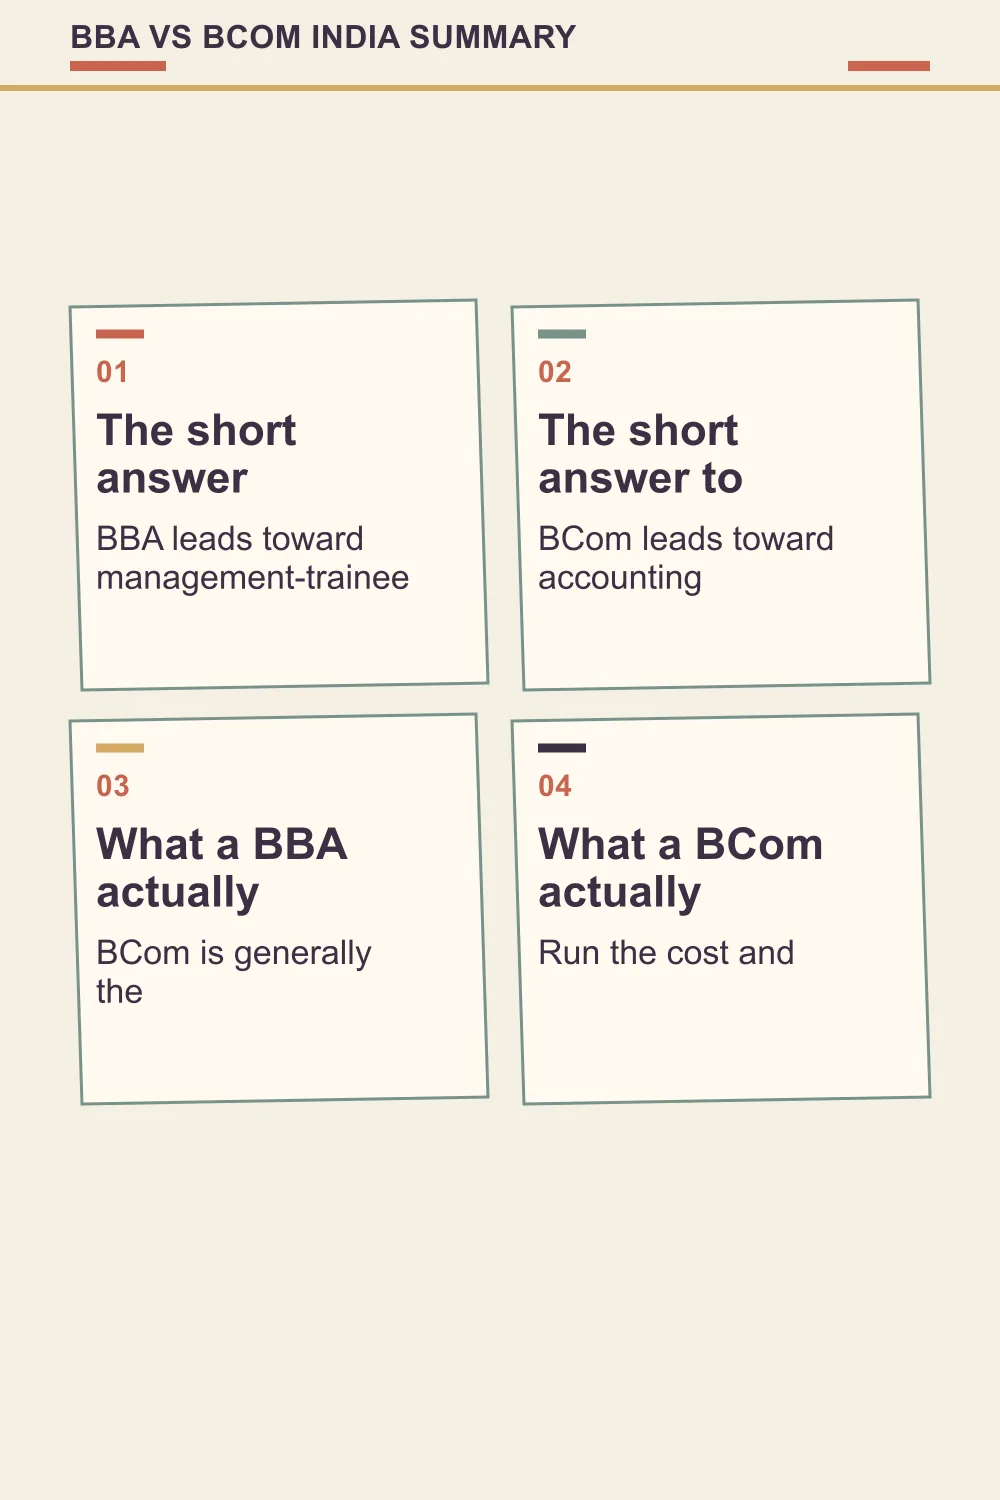 BBA VS BCOM INDIA SUMMARY
01
The short
answer
BBA leads toward
management-trainee
02
The short
answer to
BCom leads toward
accounting
03
What a BBA
actually
BCom is generally
the
04
What a BCom
actually
Run the cost and